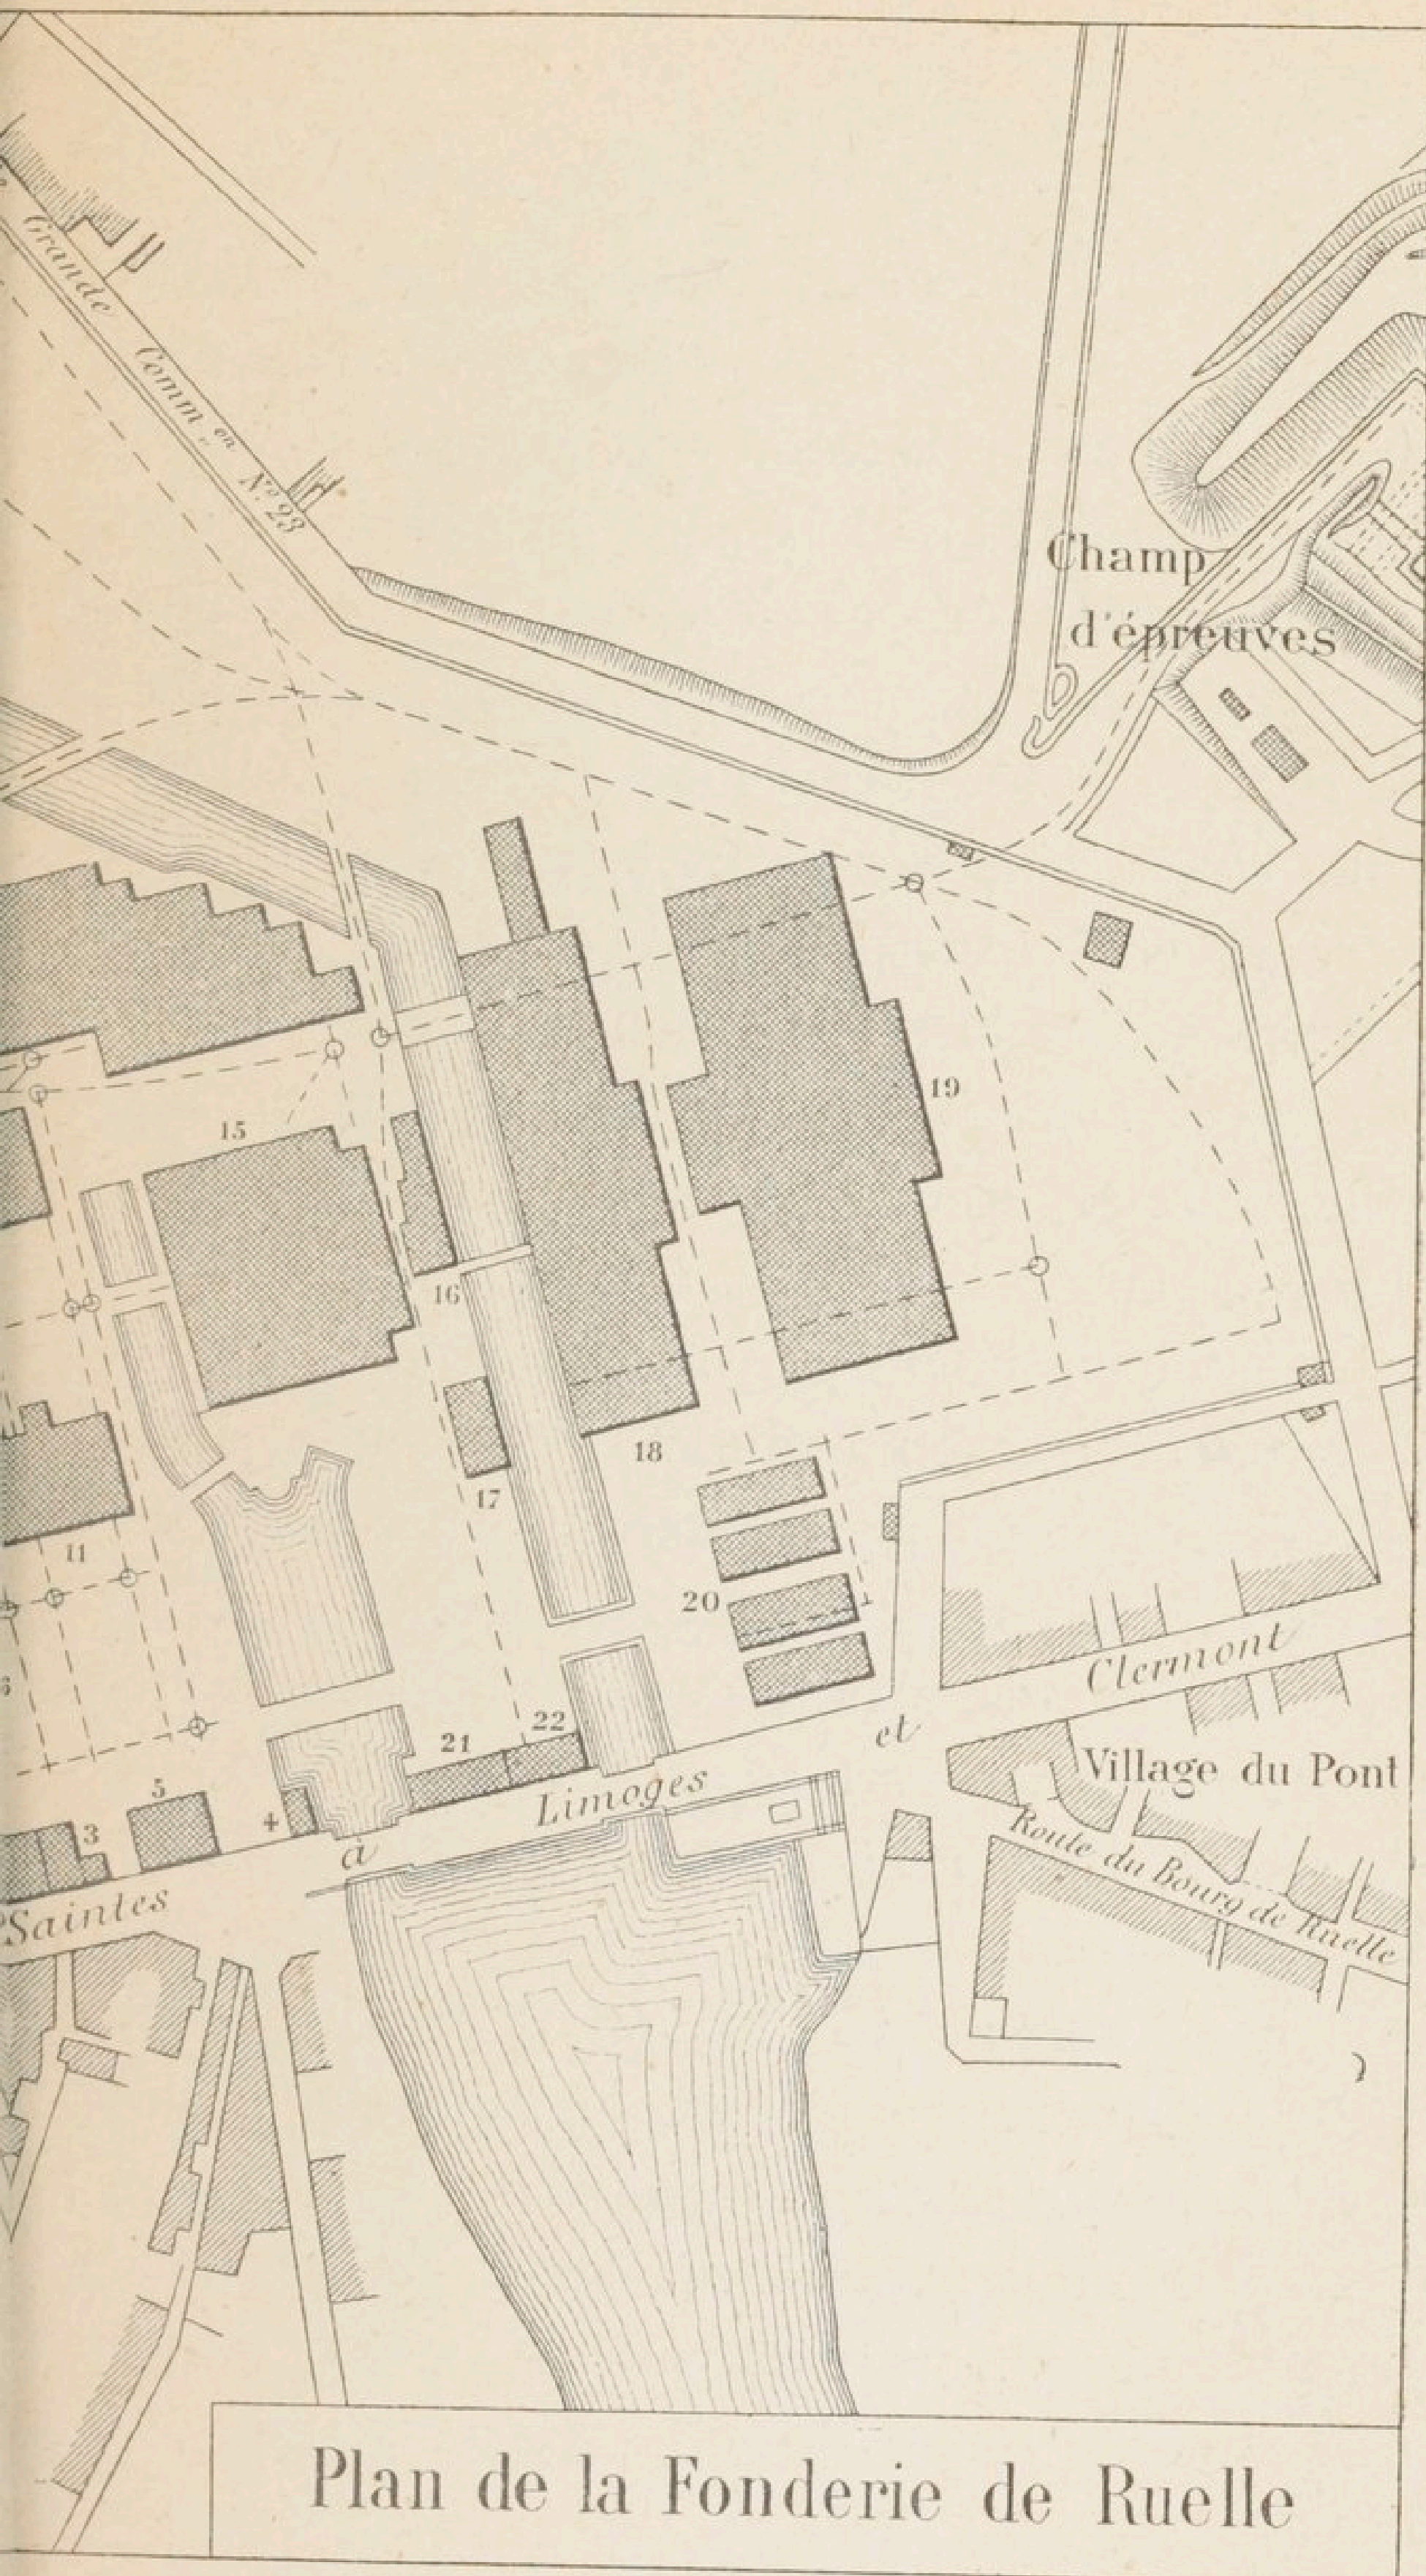 Grande Comm.on No. 23
Champ
d'épreuves
19
15
16
18
17
11
20
Clermont
et
22
21
Village du Pont
5
Limoges
4
3
à
Route du Bourg de Ruelle
Saintes
Plan de la Fonderie de Ruelle